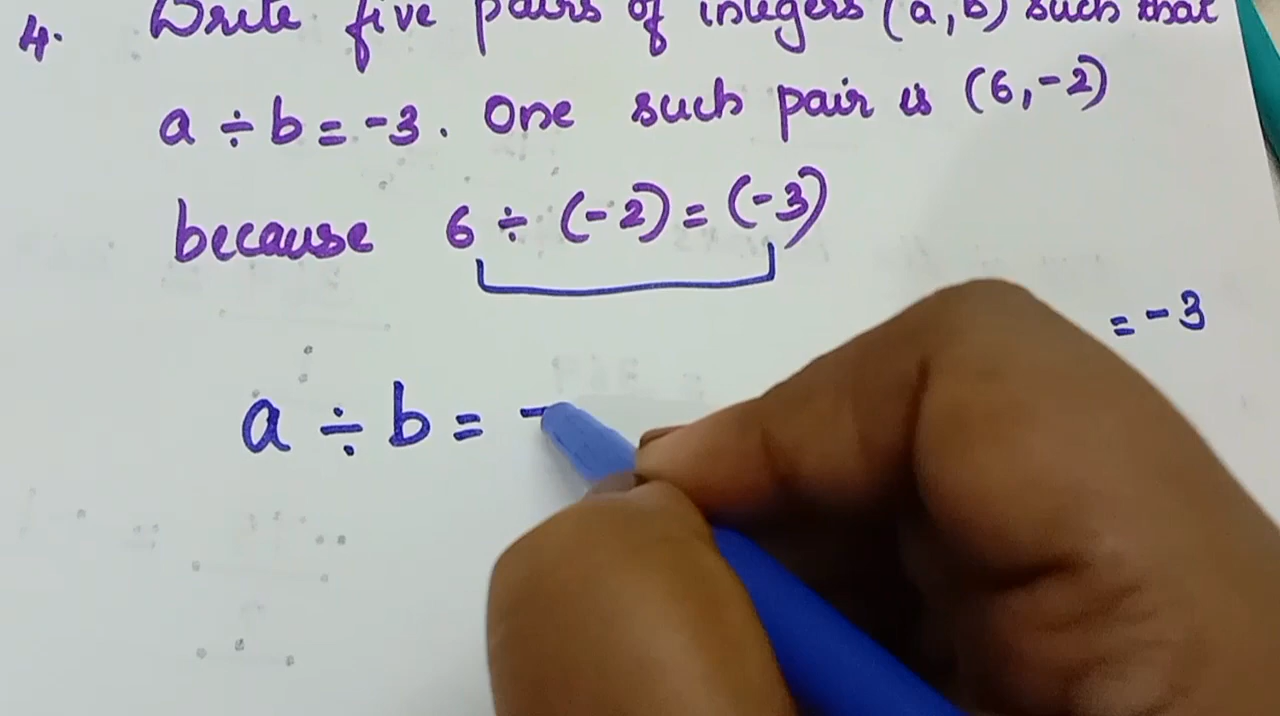 4. Write five pairs of integers (a,b) such that
a ÷ b = -3. One such pair is (6,-2)
because 6 ÷ (-2) = (-3)
= -3
a ÷ b = -